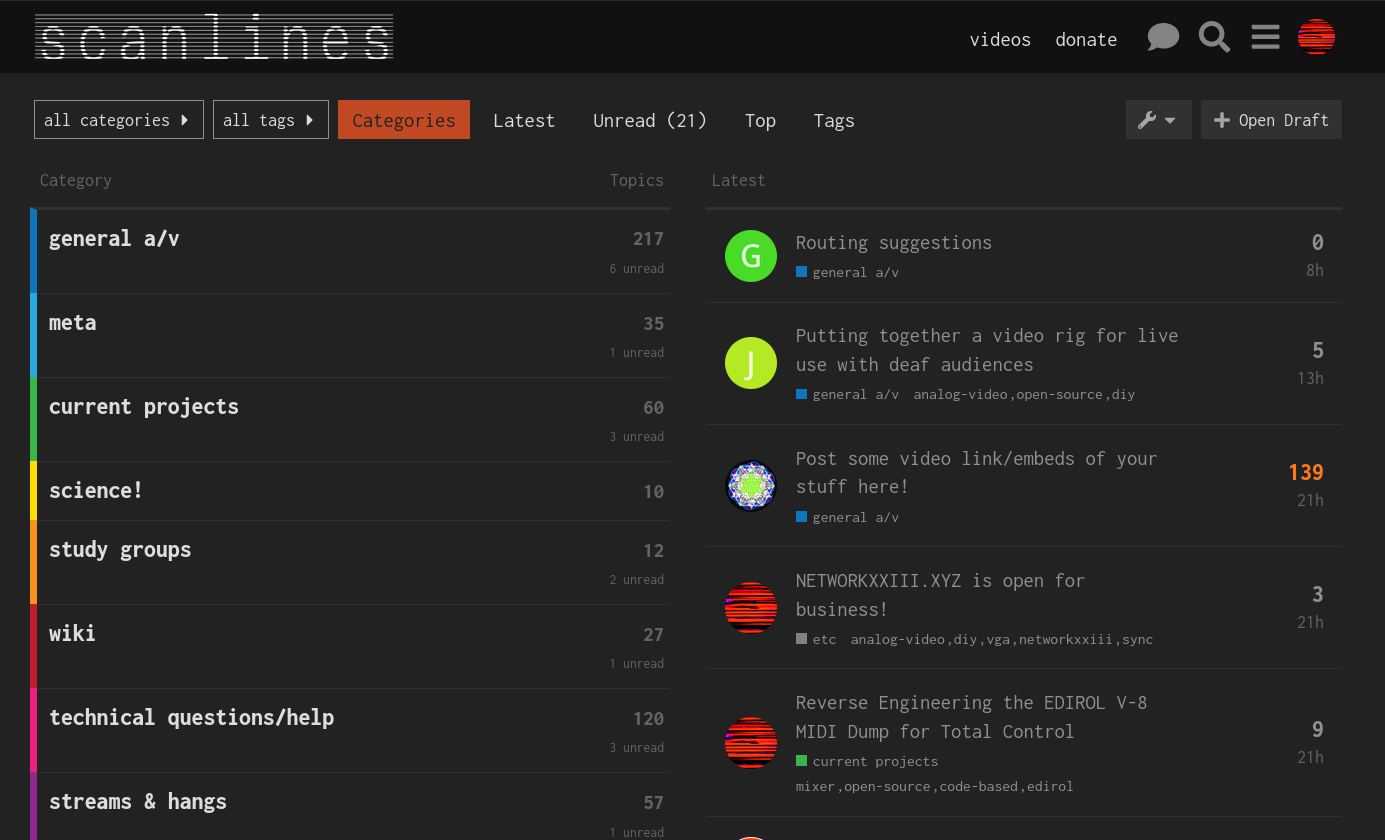 scanlines
videos donate
all categories all tags Categories Latest Unread (21) Top Tags Open Draft
Category Topics
general a/v 217
6 unread
meta 35
1 unread
current projects 60
3 unread
science! 10
study groups 12
2 unread
wiki 27
1 unread
technical questions/help 120
3 unread
streams & hangs 57
1 unread
Latest
G
Routing suggestions 0
general a/v 8h
J
Putting together a video rig for live
use with deaf audiences
5
13h
general a/v analog-video,open-source,diy
Post some video link/embeds of your
stuff here!
139
21h
general a/v
NETWORKXXIII.XYZ is open for
business!
3
21h
etc analog-video,diy,vga,networkxxiii,sync
Reverse Engineering the EDIROL V-8
MIDI Dump for Total Control
9
21h
current projects
mixer,open-source,code-based,edirol